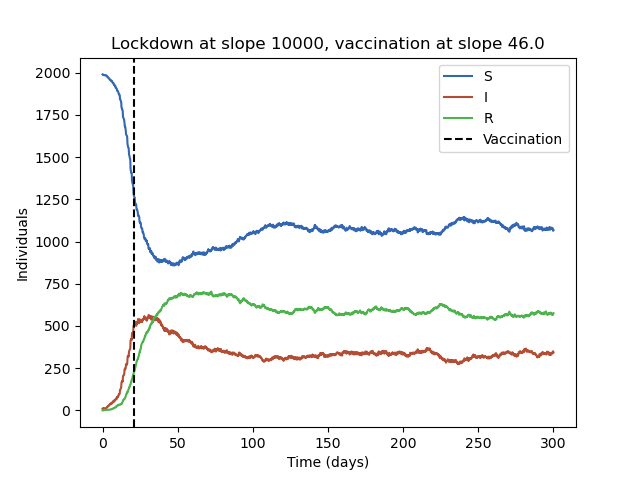 Lockdown at slope 10000, vaccination at slope 46.0
2000
1750
1500
1250
1000
750
500
250
0
Individuals
S
I
R
Vaccination
0
50
100
150
200
250
300
Time (days)